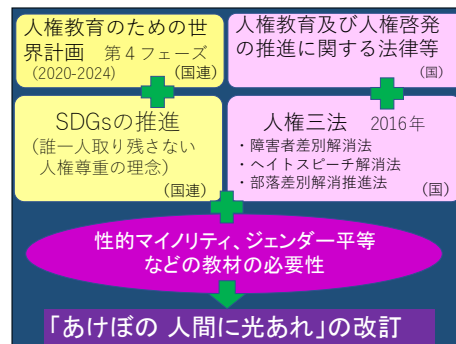 人権教育のための世
界計画 第4フェーズ
(2020-2024)
(国連)
人権教育及び人権啓発
の推進に関する法律等
(国)
SDGsの推進
(誰一人取り残さない
人権尊重の理念)
(国連)
人権三法 2016年
・障害者差別解消法
・ヘイトスピーチ解消法
・部落差別解消推進法
(国)
性的マイノリティ、ジェンダー平等
などの教材の必要性
「あけぼの 人間に光あれ」の改訂